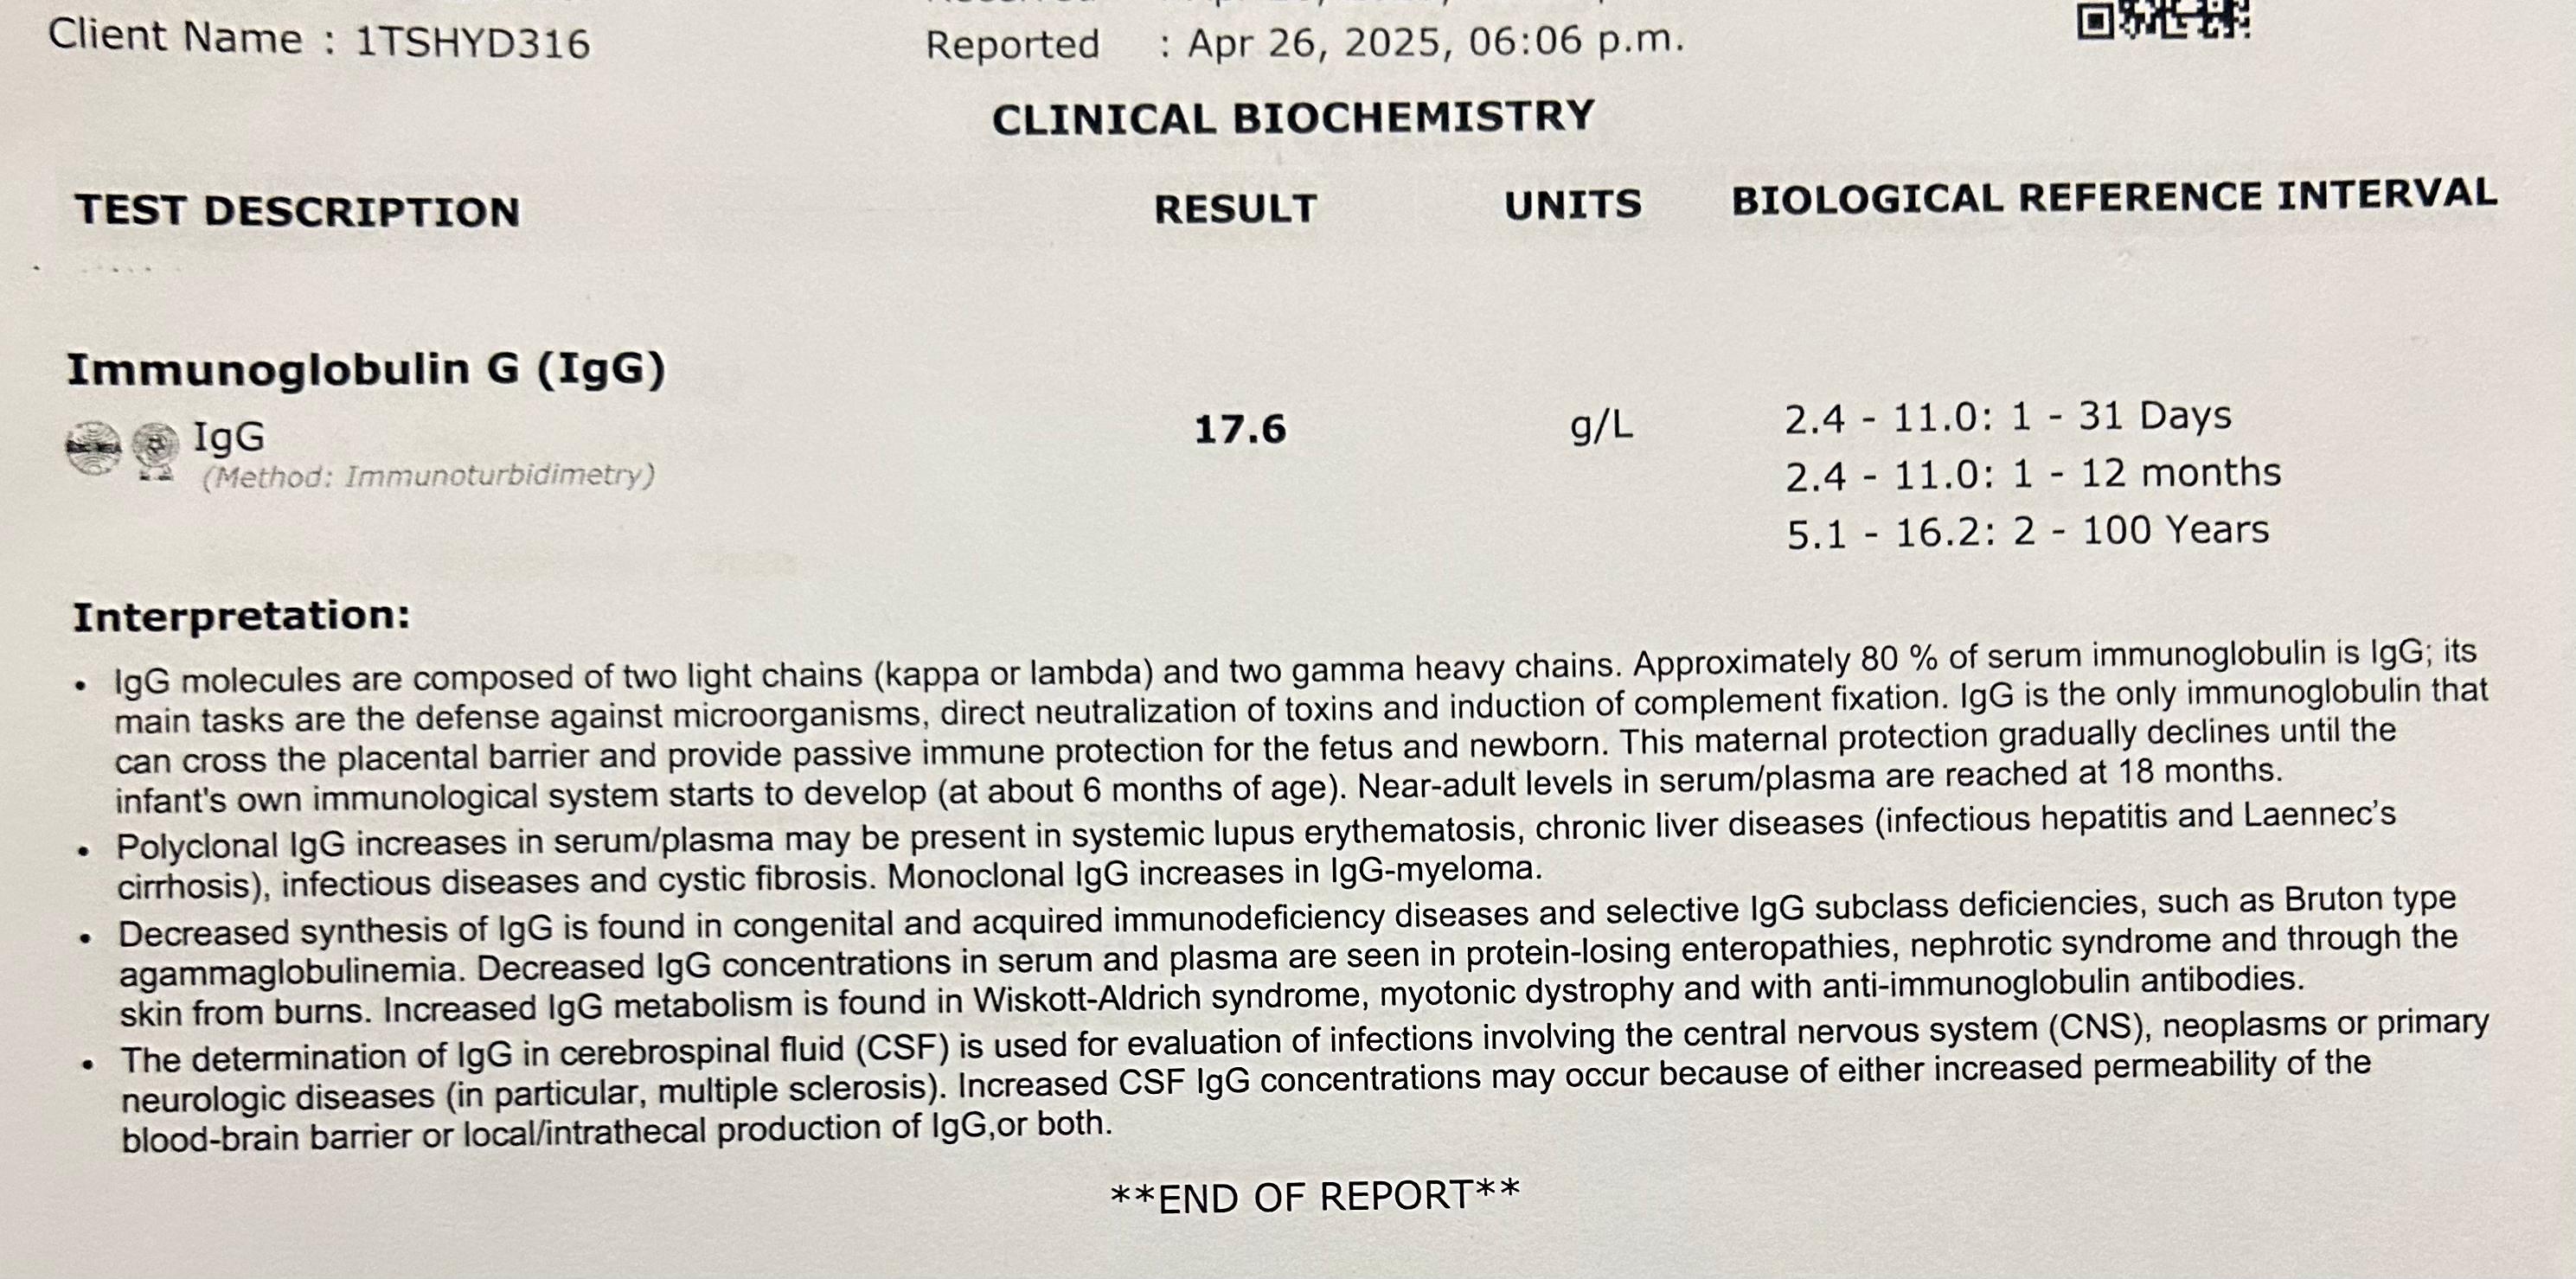 Client Name : 1TSHYD316
Reported : Apr 26, 2025, 06:06 p.m.
CLINICAL BIOCHEMISTRY
TEST DESCRIPTION RESULT UNITS BIOLOGICAL REFERENCE INTERVAL
Immunoglobulin G (IgG)
IgG 17.6 g/L 2.4 - 11.0: 1 - 31 Days
(Method: Immunoturbidimetry) 2.4 - 11.0: 1 - 12 months
5.1 - 16.2: 2 - 100 Years
Interpretation:
• IgG molecules are composed of two light chains (kappa or lambda) and two gamma heavy chains. Approximately 80 % of serum immunoglobulin is IgG; its
main tasks are the defense against microorganisms, direct neutralization of toxins and induction of complement fixation. IgG is the only immunoglobulin that
can cross the placental barrier and provide passive immune protection for the fetus and newborn. This maternal protection gradually declines until the
infant's own immunological system starts to develop (at about 6 months of age). Near-adult levels in serum/plasma are reached at 18 months.
• Polyclonal IgG increases in serum/plasma may be present in systemic lupus erythematosis, chronic liver diseases (infectious hepatitis and Laennec’s
cirrhosis), infectious diseases and cystic fibrosis. Monoclonal IgG increases in IgG-myeloma.
• Decreased synthesis of IgG is found in congenital and acquired immunodeficiency diseases and selective IgG subclass deficiencies, such as Bruton type
agammaglobulinemia. Decreased IgG concentrations in serum and plasma are seen in protein-losing enteropathies, nephrotic syndrome and through the
skin from burns. Increased IgG metabolism is found in Wiskott-Aldrich syndrome, myotonic dystrophy and with anti-immunoglobulin antibodies.
• The determination of IgG in cerebrospinal fluid (CSF) is used for evaluation of infections involving the central nervous system (CNS), neoplasms or primary
neurologic diseases (in particular, multiple sclerosis). Increased CSF IgG concentrations may occur because of either increased permeability of the
blood-brain barrier or local/intrathecal production of IgG,or both.
**END OF REPORT**